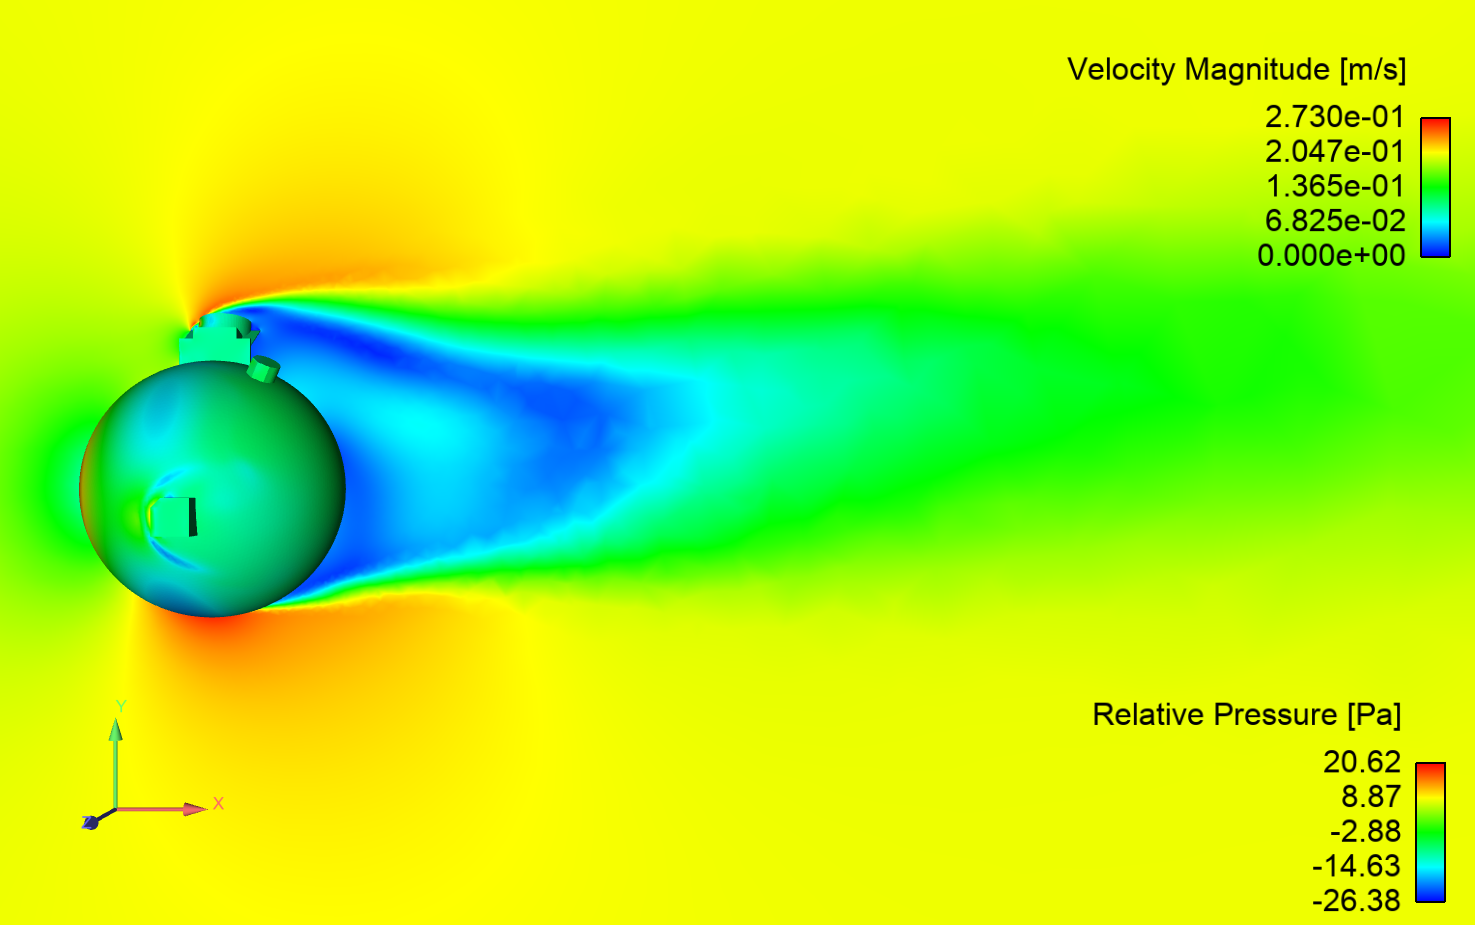 Velocity Magnitude [m/s]
2.730e-01
2.047e-01
1.365e-01
6.825e-02
0.000e+00
Y
X
Z
Relative Pressure [Pa]
20.62
8.87
-2.88
-14.63
-26.38